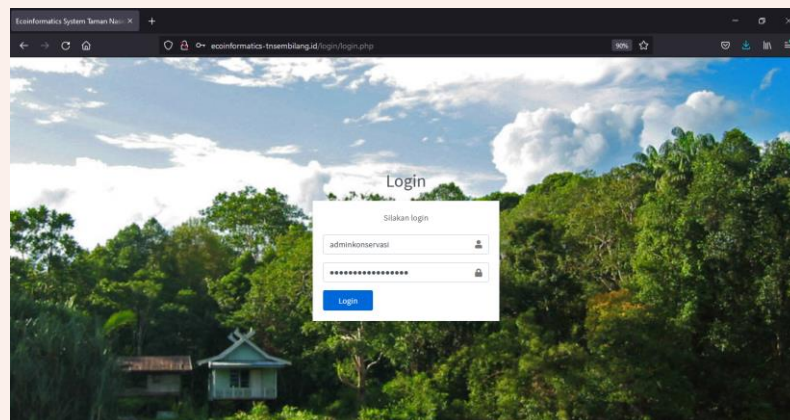 Ecoinformatics System Taman Nasi
ecoinformatics-tnsembilang.id/login/login.php
90%
Login
Silakan login
adminkonservasi
Login